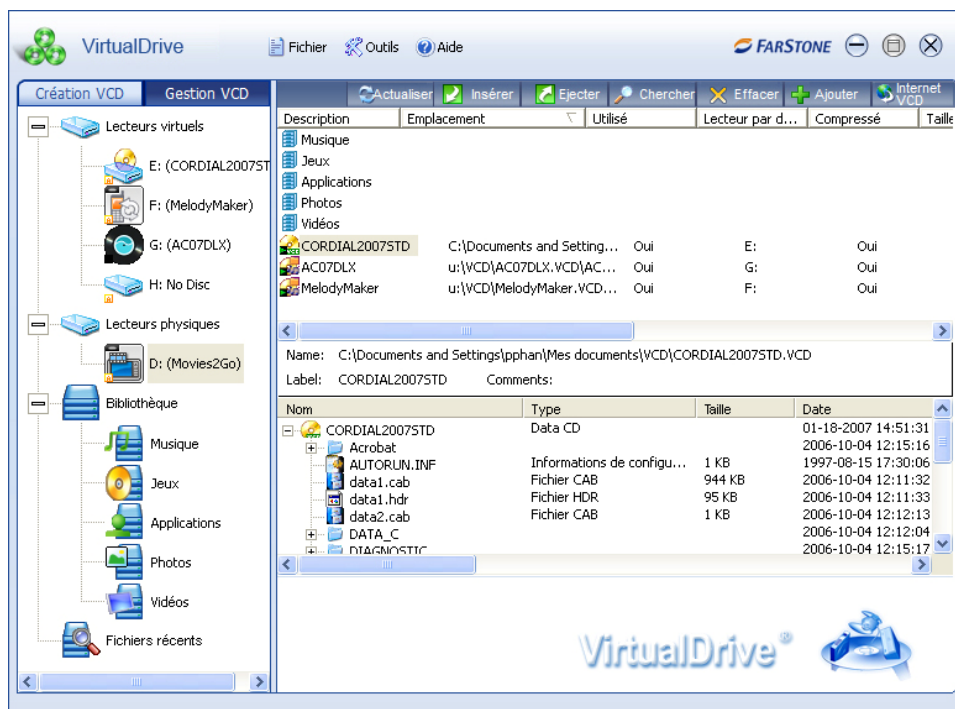 VirtualDrive Fichier Outils Aide FARSTONE
Création VCD Gestion VCD
Actualiser Insérer Ejecter Chercher Effacer Ajouter Internet VCD
Lecteurs virtuels
E: (CORDIAL2007ST
F: (MelodyMaker)
G: (AC07DLX)
H: No Disc
Lecteurs physiques
D: (Movies2Go)
Bibliothèque
Musique
Jeux
Applications
Photos
Vidéos
Fichiers récents
Description Emplacement Utilisé Lecteur par d... Compressé Taille
Musique
Jeux
Applications
Photos
Vidéos
CORDIAL2007STD C:\Documents and Setting... Oui E: Oui
AC07DLX u:\VCD\AC07DLX.VCD\AC... Oui G: Oui
MelodyMaker u:\VCD\MelodyMaker.VCD... Oui F: Oui
Name: C:\Documents and Settings\pphan\Mes documents\VCD\CORDIAL2007STD.VCD
Label: CORDIAL2007STD Comments:
Nom Type Taille Date
CORDIAL2007STD Data CD 01-18-2007 14:51:31
Acrobat 2006-10-04 12:15:16
AUTORUN.INF Informations de configu... 1 KB 1997-08-15 17:30:06
data1.cab Fichier CAB 944 KB 2006-10-04 12:11:32
data1.hdr Fichier HDR 95 KB 2006-10-04 12:11:33
data2.cab Fichier CAB 1 KB 2006-10-04 12:12:13
DATA_C 2006-10-04 12:12:04
DIAGNOSTIC 2006-10-04 12:15:17
VirtualDrive®